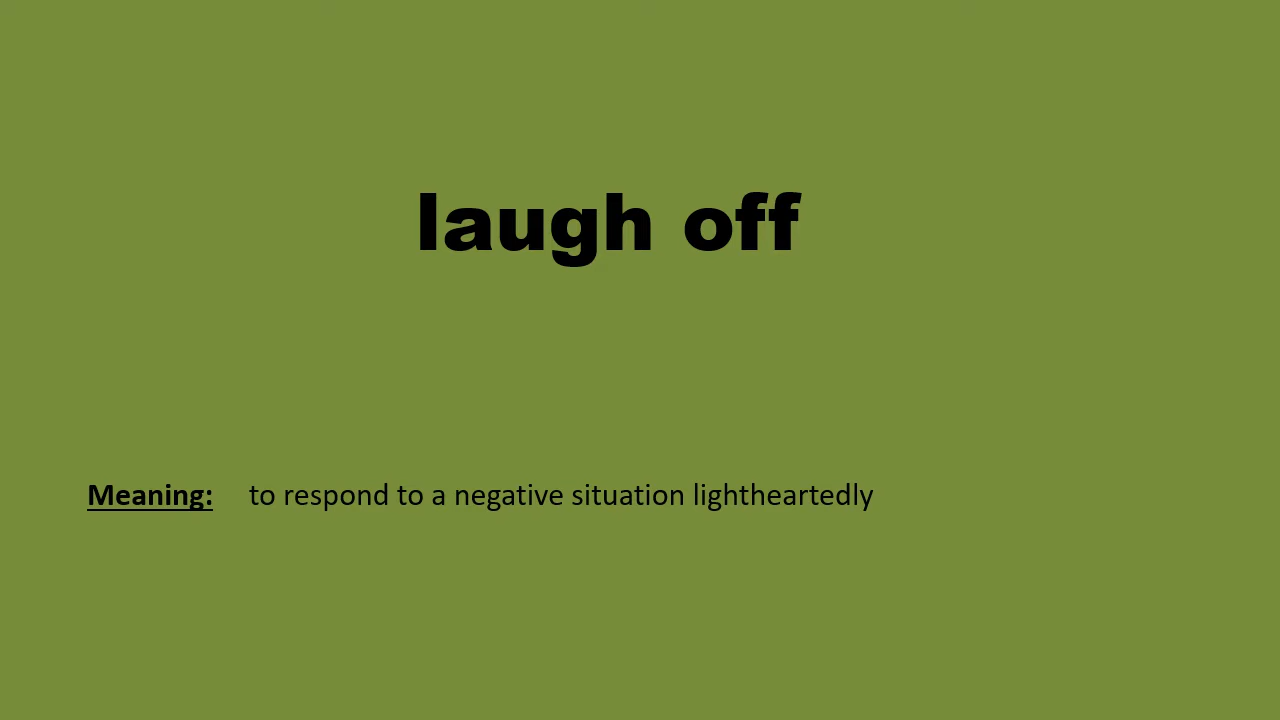 laugh off
Meaning: to respond to a negative situation lightheartedly